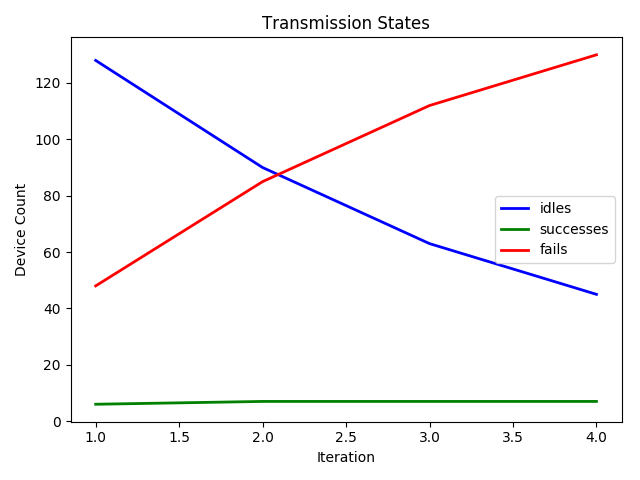 Transmission States
120
100
80
60
40
20
0
Device Count
idles
successes
fails
1.0 1.5 2.0 2.5 3.0 3.5 4.0
Iteration